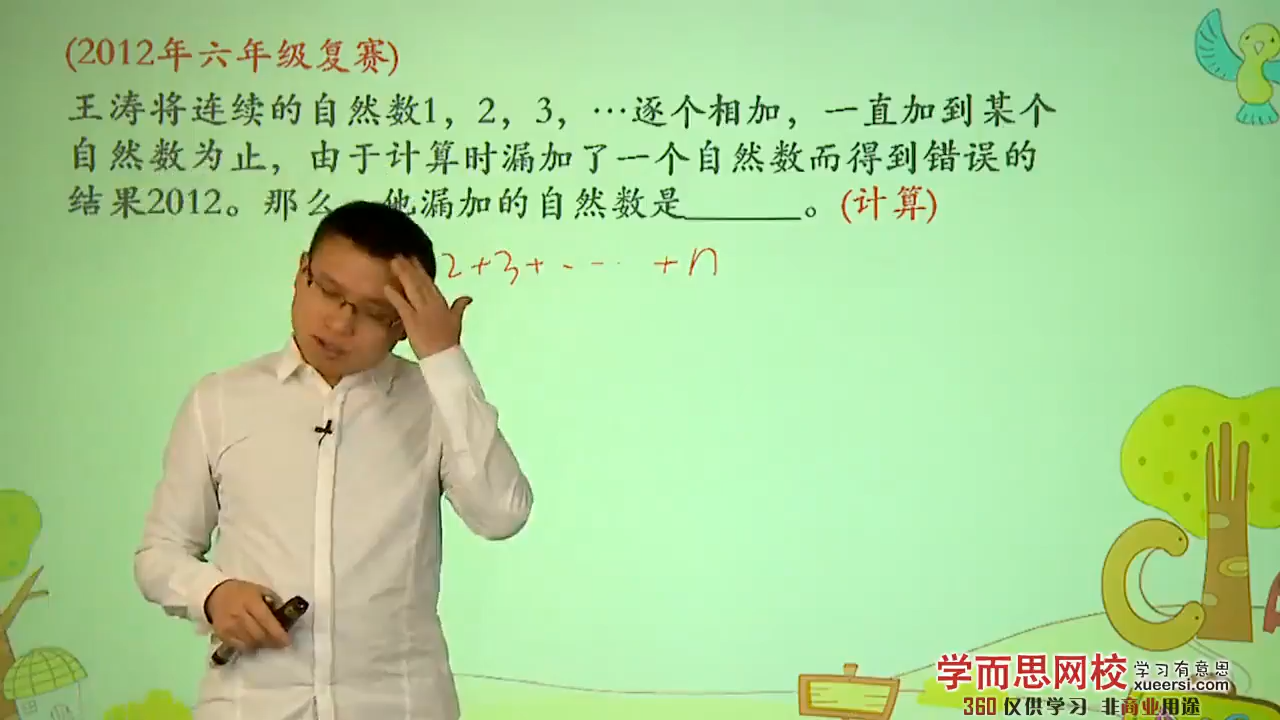 (2012年六年级复赛)
王涛将连续的自然数1，2，3，…逐个相加，一直加到某个
自然数为止，由于计算时漏加了一个自然数而得到错误的
结果2012。那么 他漏加的自然数是______。(计算)
2+3+……+n
学而思网校 学习有意思
xueersi.com
360 仅供学习 非商业用途